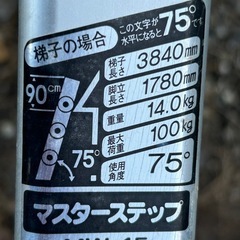 この文字が
水平になると
75°です
梯子の場合
90cm
75°
梯子長さ 3840mm
脚立長さ 1780mm
重量 14.0kg
最大荷重 100kg
使用角度 75°
マスターステップ